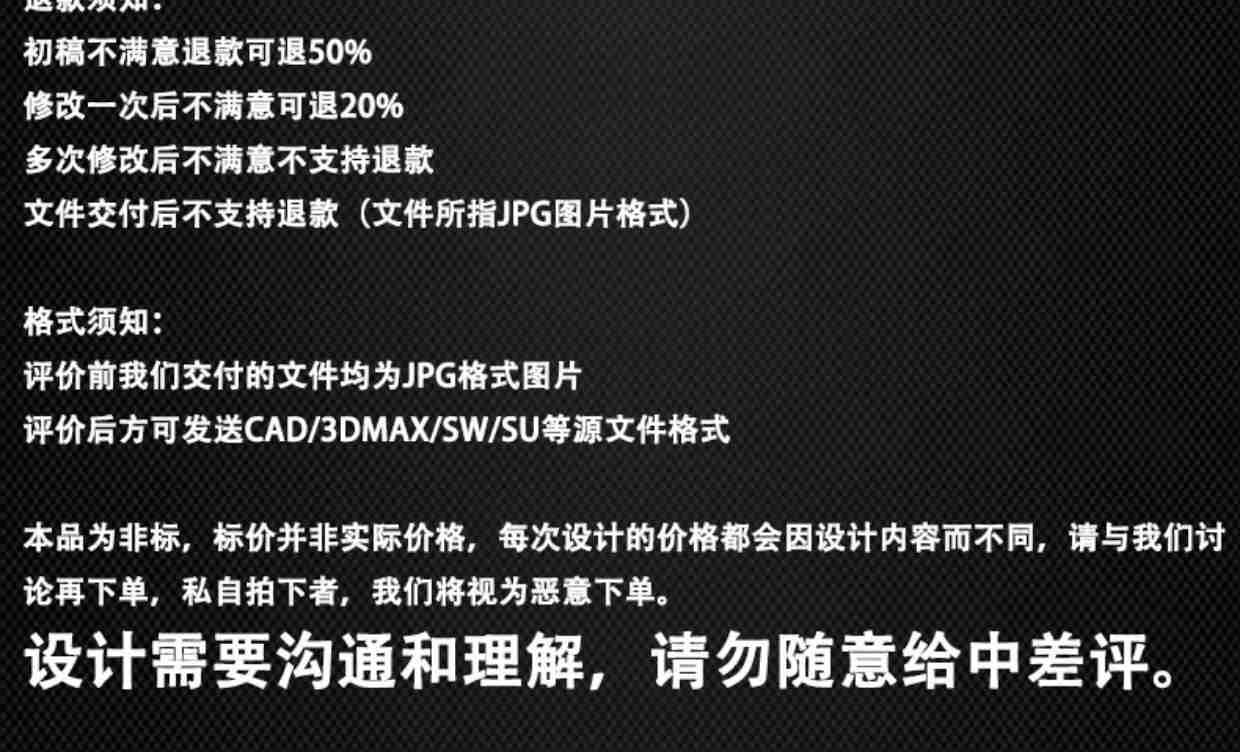 退款须知：
初稿不满意退款可退50%
修改一次后不满意可退20%
多次修改后不满意不支持退款
文件交付后不支持退款（文件所指JPG图片格式）
格式须知：
评价前我们交付的文件均为JPG格式图片
评价后方可发送CAD/3DMAX/SW/SU等源文件格式
本品为非标，标价并非实际价格，每次设计的价格都会因设计内容而不同，请与我们讨
论再下单，私自拍下者，我们将视为恶意下单。
设计需要沟通和理解，请勿随意给中差评。